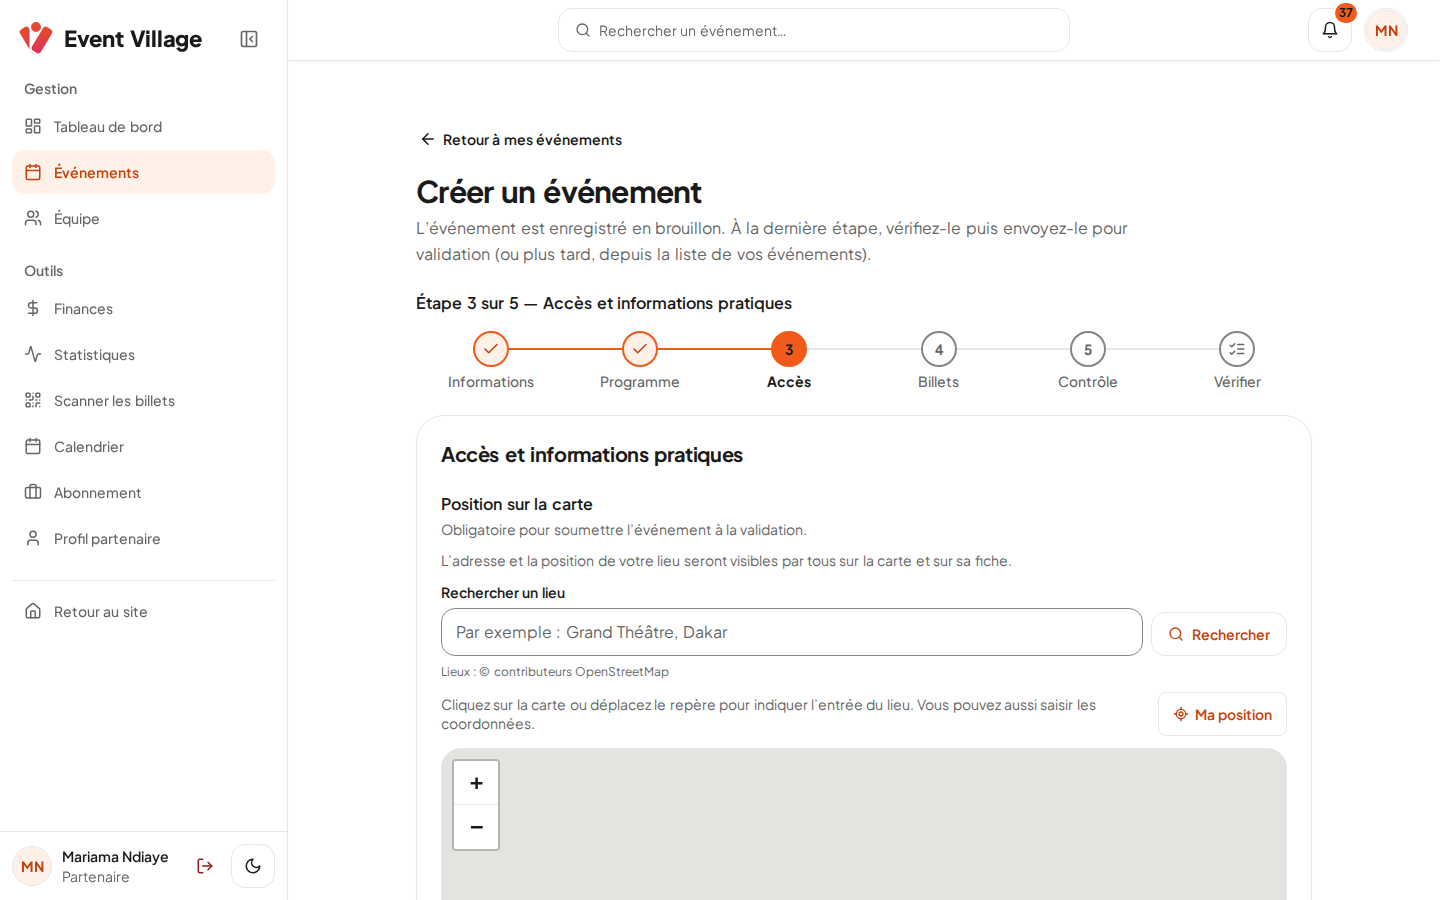 Event Village
Rechercher un événement...
37
MN
Gestion
Tableau de bord
Événements
Équipe
Outils
Finances
Statistiques
Scanner les billets
Calendrier
Abonnement
Profil partenaire
Retour au site
MN
Mariama Ndiaye
Partenaire
Retour à mes événements
Créer un événement
L'événement est enregistré en brouillon. À la dernière étape, vérifiez-le puis envoyez-le pour
validation (ou plus tard, depuis la liste de vos événements).
Étape 3 sur 5 — Accès et informations pratiques
3
4
5
Informations
Programme
Accès
Billets
Contrôle
Vérifier
Accès et informations pratiques
Position sur la carte
Obligatoire pour soumettre l'événement à la validation.
L'adresse et la position de votre lieu seront visibles par tous sur la carte et sur sa fiche.
Rechercher un lieu
Par exemple : Grand Théâtre, Dakar
Rechercher
Lieux : © contributeurs OpenStreetMap
Cliquez sur la carte ou déplacez le repère pour indiquer l'entrée du lieu. Vous pouvez aussi saisir les
coordonnées.
Ma position
+
−